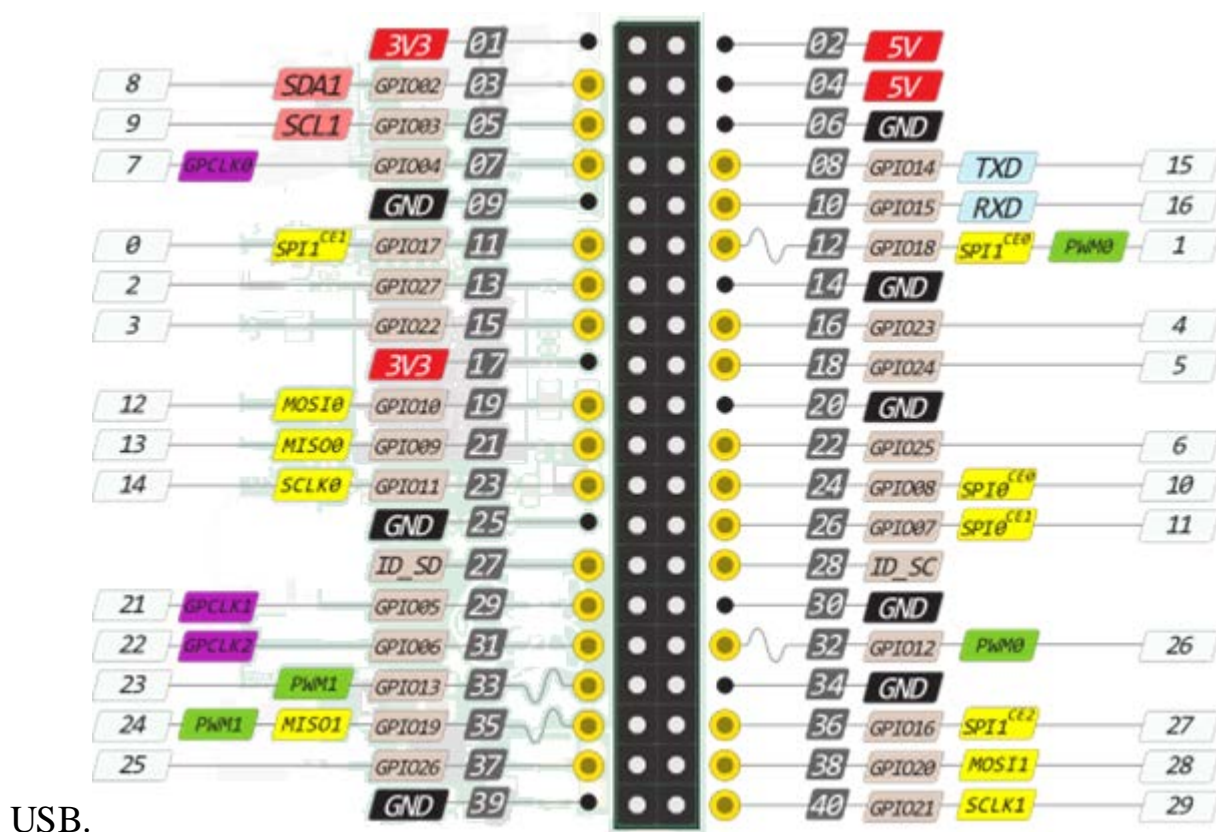 3V3 01 02 5V
8 SDA1 GPIO02 03 04 5V
9 SCL1 GPIO03 05 06 GND
7 GPCLK0 GPIO04 07 08 GPIO14 TXD 15
GND 09 10 GPIO15 RXD 16
0 SPI1 CE1 GPIO17 11 12 GPIO18 SPI1 CE0 PWM0 1
2 GPIO27 13 14 GND
3 GPIO22 15 16 GPIO23 4
3V3 17 18 GPIO24 5
12 MOSI0 GPIO10 19 20 GND
13 MISO0 GPIO09 21 22 GPIO25 6
14 SCLK0 GPIO11 23 24 GPIO08 SPI0 CE0 10
GND 25 26 GPIO07 SPI0 CE1 11
ID_SD 27 28 ID_SC
21 GPCLK1 GPIO05 29 30 GND
22 GPCLK2 GPIO06 31 32 GPIO12 PWM0 26
23 PWM1 GPIO13 33 34 GND
24 PWM1 MISO1 GPIO19 35 36 GPIO16 SPI1 CE2 27
25 GPIO26 37 38 GPIO20 MOSI1 28
GND 39 40 GPIO21 SCLK1 29
USB.